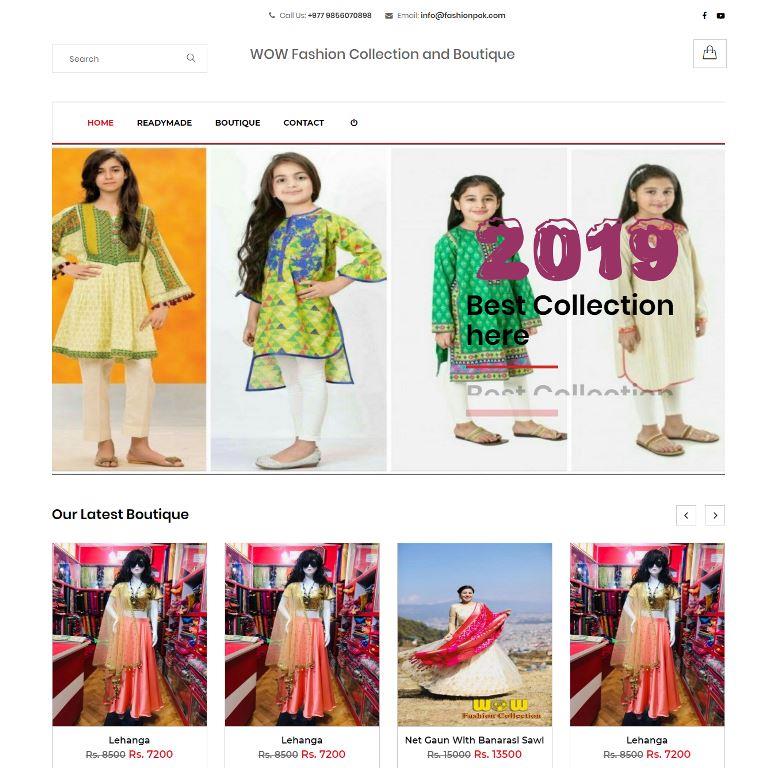 Call Us: +977 9856070898 Email: info@fashionpok.com
Search
WOW Fashion Collection and Boutique
HOME READYMADE BOUTIQUE CONTACT
2019
Best Collection
here
Best Collection
Our Latest Boutique
WOW
Fashion Collection
Lehanga Lehanga Net Gaun With Banarasi Sawl Lehanga
Rs. 8500 Rs. 7200 Rs. 8500 Rs. 7200 Rs. 15000 Rs. 13500 Rs. 8500 Rs. 7200